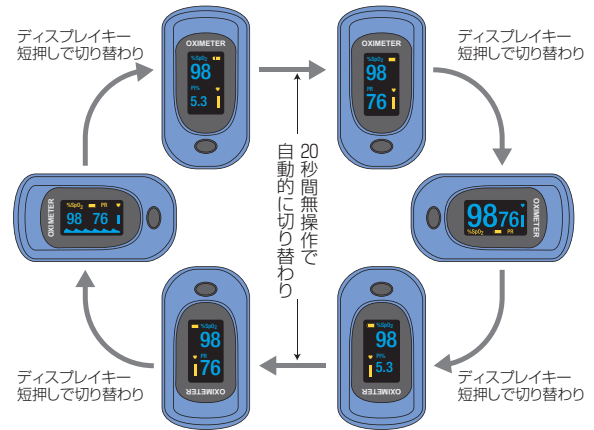 ディスプレイキー
短押しで切り替わり
OXIMETER
%SpO2
98
PI%
5.3
OXIMETER
%SpO2
98
PR
76
ディスプレイキー
短押しで切り替わり
20秒間無操作で
自動的に切り替わり
OXIMETER
%SpO2 PR
98 76
OXIMETER
9876
%SpO2 PR
%SpO2
98
PR
76
OXIMETER
%SpO2
98
PI%
5.3
OXIMETER
ディスプレイキー
短押しで切り替わり
ディスプレイキー
短押しで切り替わり